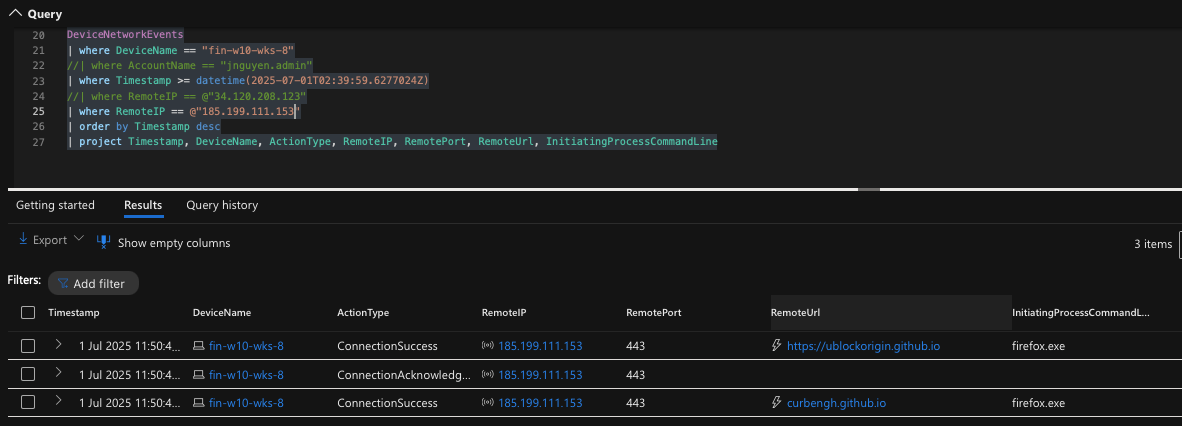 Query
20 DeviceNetworkEvents
21 | where DeviceName == "fin-w10-wks-8"
22 //| where AccountName == "jnguyen.admin"
23 | where Timestamp >= datetime(2025-07-01T02:39:59.6277024Z)
24 //| where RemoteIP == @"34.120.208.123"
25 | where RemoteIP == @"185.199.111.153"
26 | order by Timestamp desc
27 | project Timestamp, DeviceName, ActionType, RemoteIP, RemotePort, RemoteUrl, InitiatingProcessCommandLine
Getting started Results Query history
Export Show empty columns 3 items
Filters: Add filter
Timestamp DeviceName ActionType RemoteIP RemotePort RemoteUrl InitiatingProcessCommandL...
1 Jul 2025 11:50:4... fin-w10-wks-8 ConnectionSuccess 185.199.111.153 443 https://ublockorigin.github.io firefox.exe
1 Jul 2025 11:50:4... fin-w10-wks-8 ConnectionAcknowledg... 185.199.111.153 443
1 Jul 2025 11:50:4... fin-w10-wks-8 ConnectionSuccess 185.199.111.153 443 curbengh.github.io firefox.exe